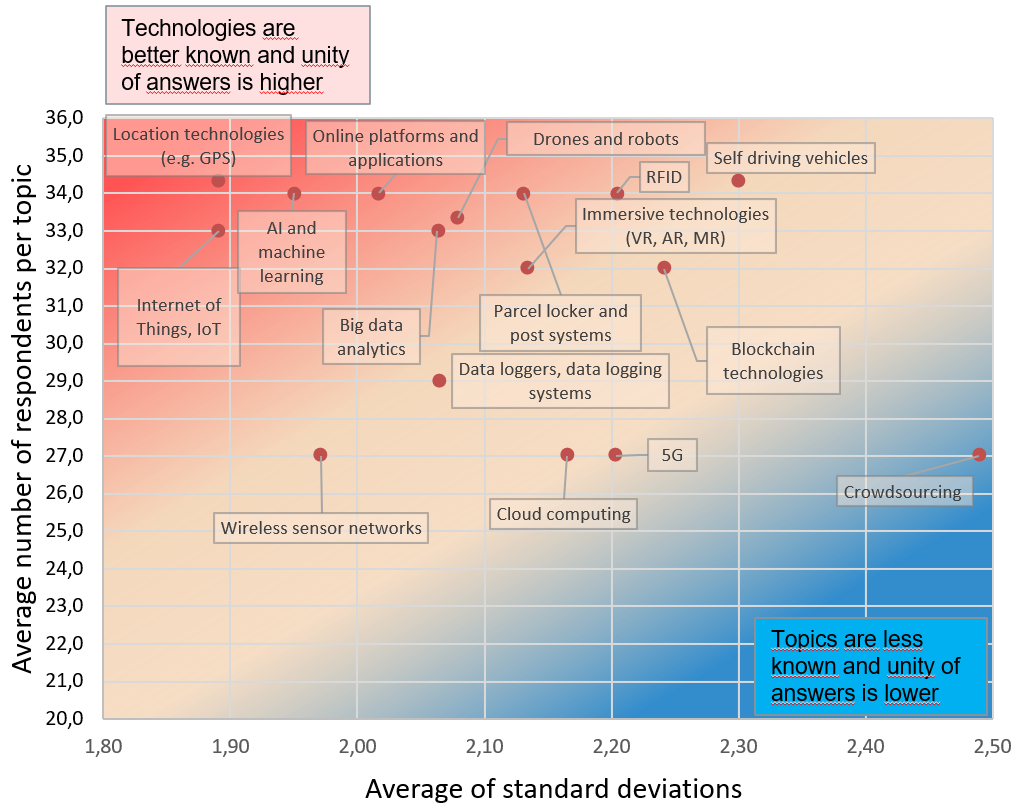 Technologies are
better known and unity
of answers is higher
Average number of respondents per topic
36,0
35,0
34,0
33,0
32,0
31,0
30,0
29,0
28,0
27,0
26,0
25,0
24,0
23,0
22,0
21,0
20,0
Location technologies
(e.g. GPS)
Online platforms and
applications
Drones and robots
Self driving vehicles
RFID
Immersive technologies
(VR, AR, MR)
AI and
machine
learning
Internet of
Things, IoT
Big data
analytics
Parcel locker and
post systems
Blockchain
technologies
Data loggers, data logging
systems
5G
Crowdsourcing
Cloud computing
Wireless sensor networks
Topics are less
known and unity of
answers is lower
1,80
1,90
2,00
2,10
2,20
2,30
2,40
2,50
Average of standard deviations